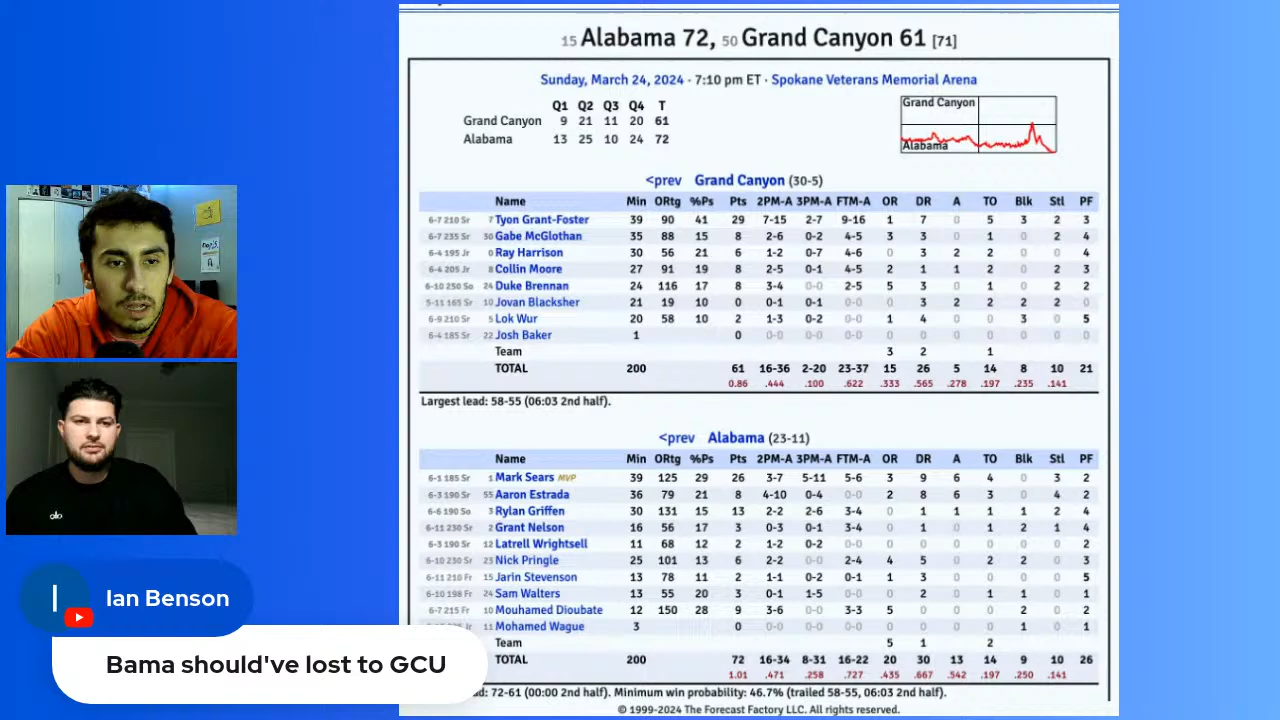 15 Alabama 72, 50 Grand Canyon 61 [71]
Sunday, March 24, 2024 · 7:10 pm ET · Spokane Veterans Memorial Arena
Q1 Q2 Q3 Q4 T
Grand Canyon 9 21 11 20 61
Alabama 13 25 10 24 72
Grand Canyon
Alabama
<prev Grand Canyon (30-5)
Name Min ORtg %Ps Pts 2PM-A 3PM-A FTM-A OR DR A TO Blk Stl PF
6-7 210 Sr 7 Tyon Grant-Foster 39 90 41 29 7-15 2-7 9-16 1 7 0 5 3 2 3
6-7 235 Sr 30 Gabe McGlothan 35 88 15 8 2-6 0-2 4-5 3 3 0 1 0 2 4
6-4 195 Jr 0 Ray Harrison 30 56 21 6 1-2 0-7 4-6 0 3 2 2 0 0 4
6-4 205 Jr 8 Collin Moore 27 91 19 8 2-5 0-1 4-5 2 1 1 2 0 2 3
6-10 250 So 24 Duke Brennan 24 116 17 8 3-4 0-0 2-5 5 3 0 1 0 2 2
5-11 165 Sr 10 Jovan Blacksher 21 19 10 0 0-1 0-1 0-0 0 3 2 2 2 2 0
6-9 210 Sr 5 Lok Wur 20 58 10 2 1-3 0-2 0-0 1 4 0 0 3 0 5
6-4 185 Sr 22 Josh Baker 1 0 0-0 0-0 0-0 0 0 0 0 0 0 0
Team 3 2 1
TOTAL 200 61 16-36 2-20 23-37 15 26 5 14 8 10 21
0.86 .444 .100 .622 .333 .565 .278 .197 .235 .141
Largest lead: 58-55 (06:03 2nd half).
<prev Alabama (23-11)
Name Min ORtg %Ps Pts 2PM-A 3PM-A FTM-A OR DR A TO Blk Stl PF
6-1 185 Sr 1 Mark Sears MVP 39 125 29 26 3-7 5-11 5-6 3 9 6 4 0 3 2
6-3 190 Sr 55 Aaron Estrada 36 79 21 8 4-10 0-4 0-0 2 8 6 3 0 4 2
6-6 190 So 3 Rylan Griffen 30 131 15 13 2-2 2-6 3-4 0 1 1 1 1 2 4
6-11 230 Sr 2 Grant Nelson 16 56 17 3 0-3 0-1 3-4 0 1 0 1 2 1 4
6-3 190 Sr 12 Latrell Wrightsell 11 68 12 2 1-2 0-2 0-0 0 0 0 0 0 0 2
6-10 230 Sr 23 Nick Pringle 25 101 13 6 2-2 0-0 2-4 4 5 0 2 2 0 3
6-11 210 Fr 15 Jarin Stevenson 13 78 11 2 1-1 0-2 0-1 1 3 0 0 0 0 5
6-10 198 Fr 24 Sam Walters 13 55 20 3 0-1 1-5 0-0 0 2 0 1 1 0 1
6-7 215 Fr 10 Mouhamed Dioubate 12 150 28 9 3-6 0-0 3-3 5 0 0 0 2 0 2
11 Mohamed Wague 3 0 0-0 0-0 0-0 0 0 0 0 1 0 1
Team 5 1 2
TOTAL 200 72 16-34 8-31 16-22 20 30 13 14 9 10 26
1.01 .471 .258 .727 .435 .667 .542 .197 .250 .141
72-61 (00:00 2nd half). Minimum win probability: 46.7% (trailed 58-55, 06:03 2nd half).
© 1999-2024 The Forecast Factory LLC. All rights reserved.
I
Ian Benson
Bama should've lost to GCU